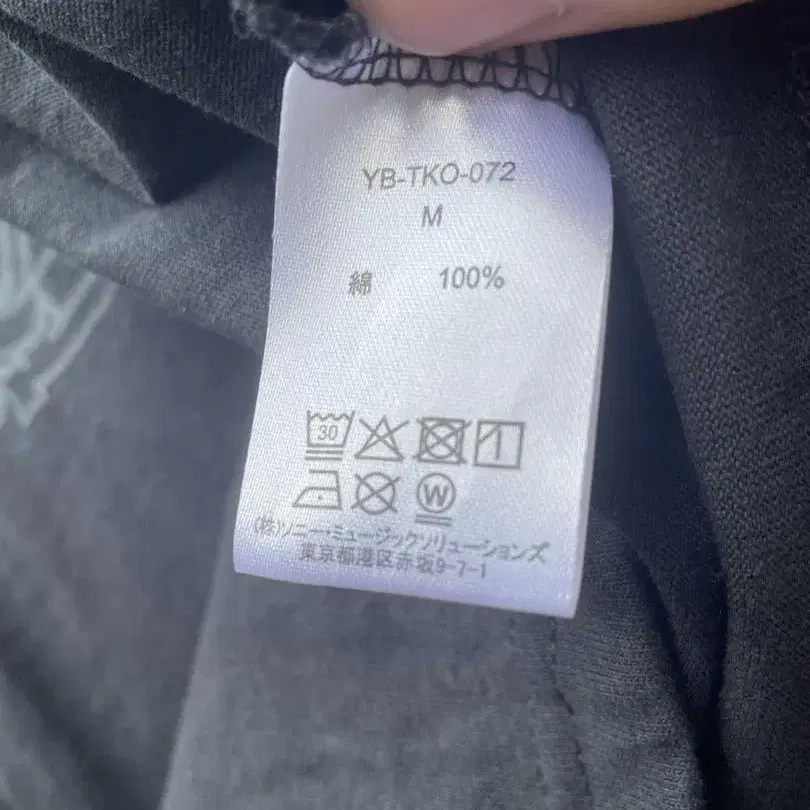 YB-TKO-072
M
綿 100%
30
W
(株)ソニー・ミュージックソリューションズ
東京都港区赤坂9-7-1